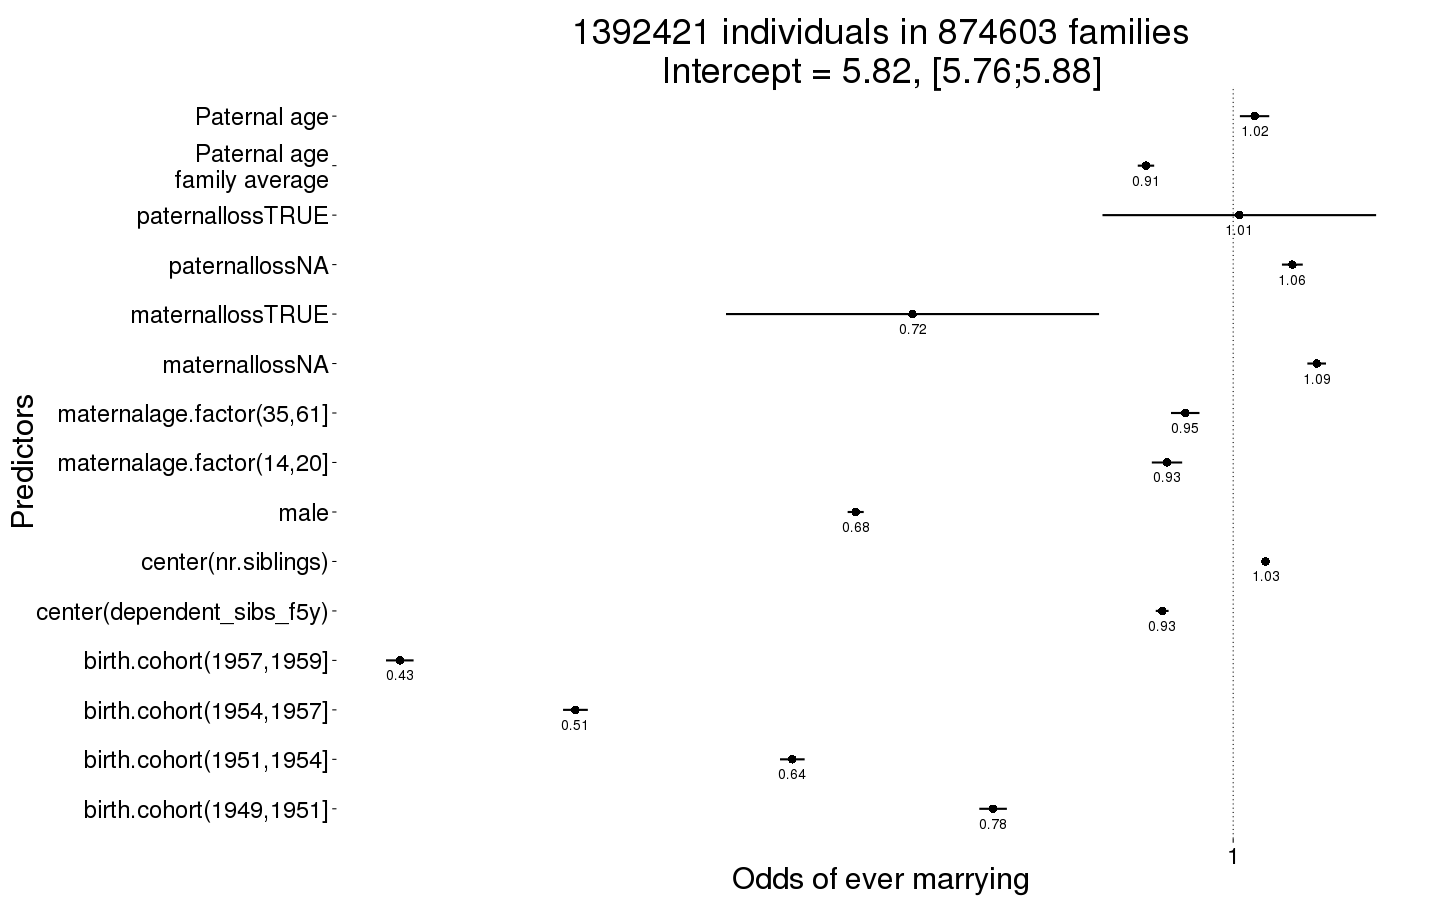 1392421 individuals in 874603 families
Intercept = 5.82, [5.76;5.88]
Predictors
Paternal age
1.02
Paternal age
family average
0.91
paternallossTRUE
1.01
paternallossNA
1.06
maternallossTRUE
0.72
maternallossNA
1.09
maternalage.factor(35,61]
0.95
maternalage.factor(14,20]
0.93
male
0.68
center(nr.siblings)
1.03
center(dependent_sibs_f5y)
0.93
birth.cohort(1957,1959]
0.43
birth.cohort(1954,1957]
0.51
birth.cohort(1951,1954]
0.64
birth.cohort(1949,1951]
0.78
1
Odds of ever marrying